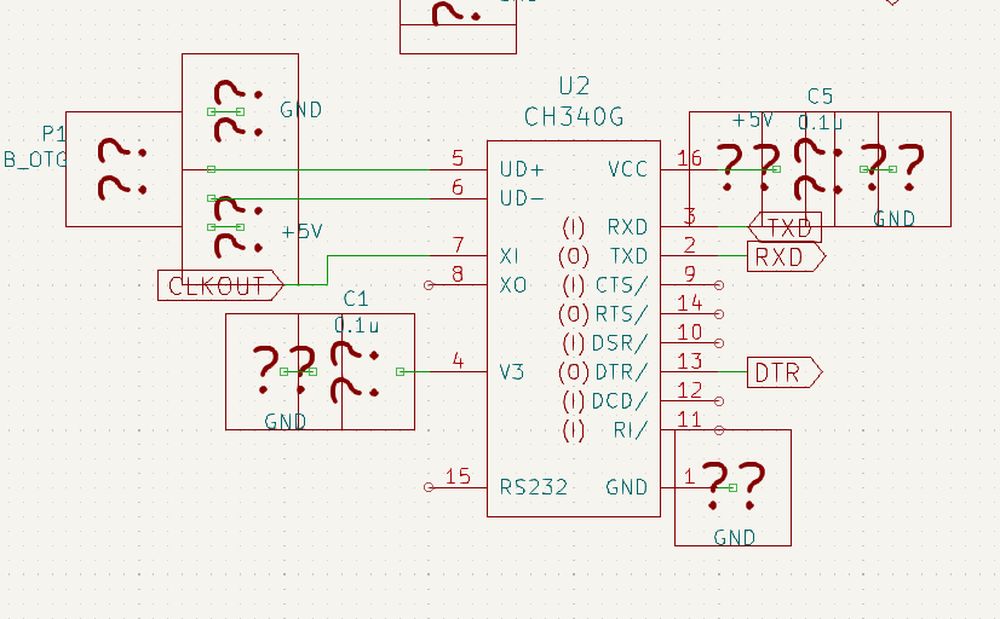 ??
GND
P1
B_OTG
??
+5V
??
CLKOUT
C1
0.1u
??
??
GND
U2
CH340G
5 UD+
6 UD-
7 XI
8 XO
4 V3
15 RS232
VCC 16
(I) RXD 3
(O) TXD 2
(I) CTS/ 9
(O) RTS/ 14
(I) DSR/ 10
(O) DTR/ 13
(I) DCD/ 12
(I) RI/ 11
GND 1
C5
+5V
0.1u
??
??
??
GND
TXD
RXD
DTR
??
GND